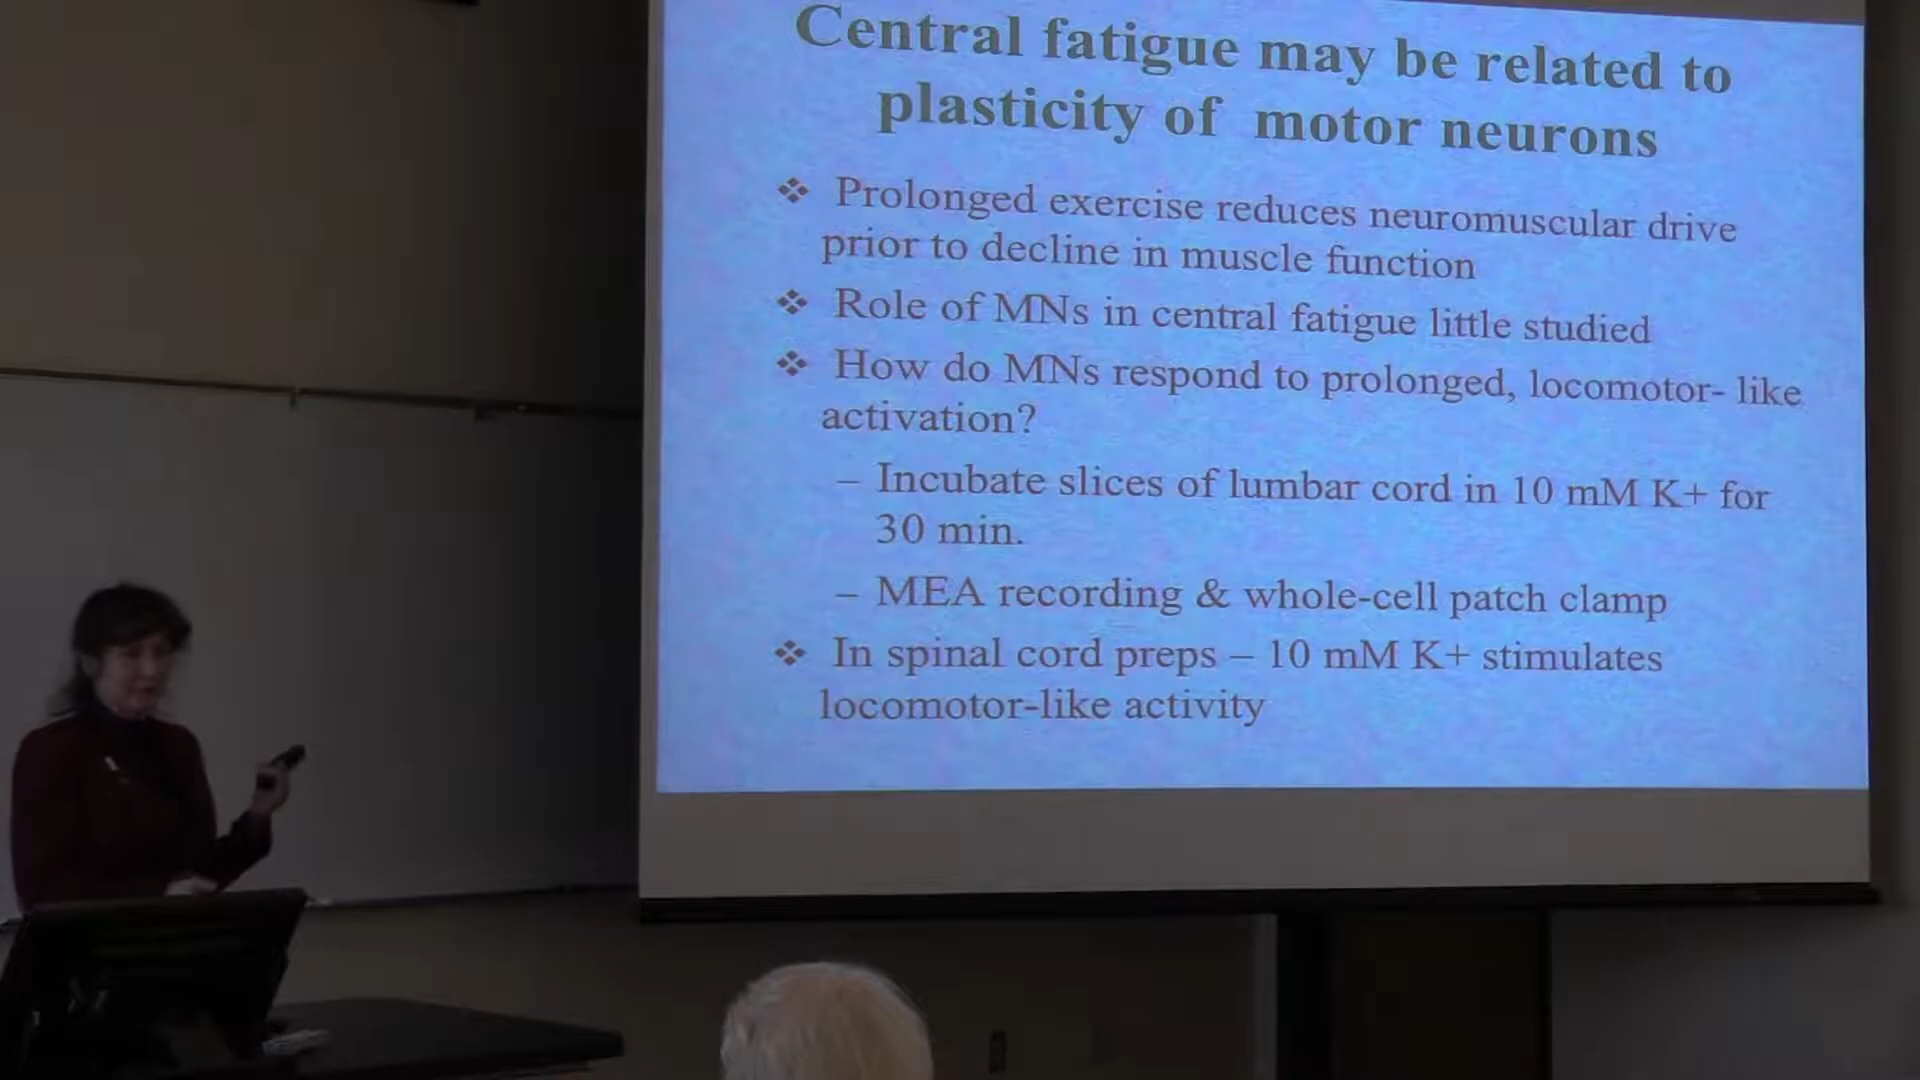 Central fatigue may be related to
plasticity of motor neurons
❖ Prolonged exercise reduces neuromuscular drive
prior to decline in muscle function
❖ Role of MNs in central fatigue little studied
❖ How do MNs respond to prolonged, locomotor- like
activation?
– Incubate slices of lumbar cord in 10 mM K+ for
30 min.
– MEA recording & whole-cell patch clamp
❖ In spinal cord preps – 10 mM K+ stimulates
locomotor-like activity